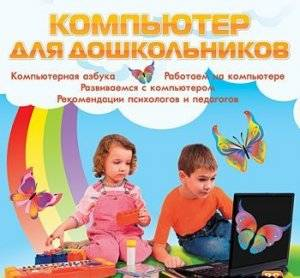 КОМПЬЮТЕР
ДЛЯ ДОШКОЛЬНИКОВ
Компьютерная азбука Работаем на компьютере
Развиваемся с компьютером
Рекомендации психологов и педагогов